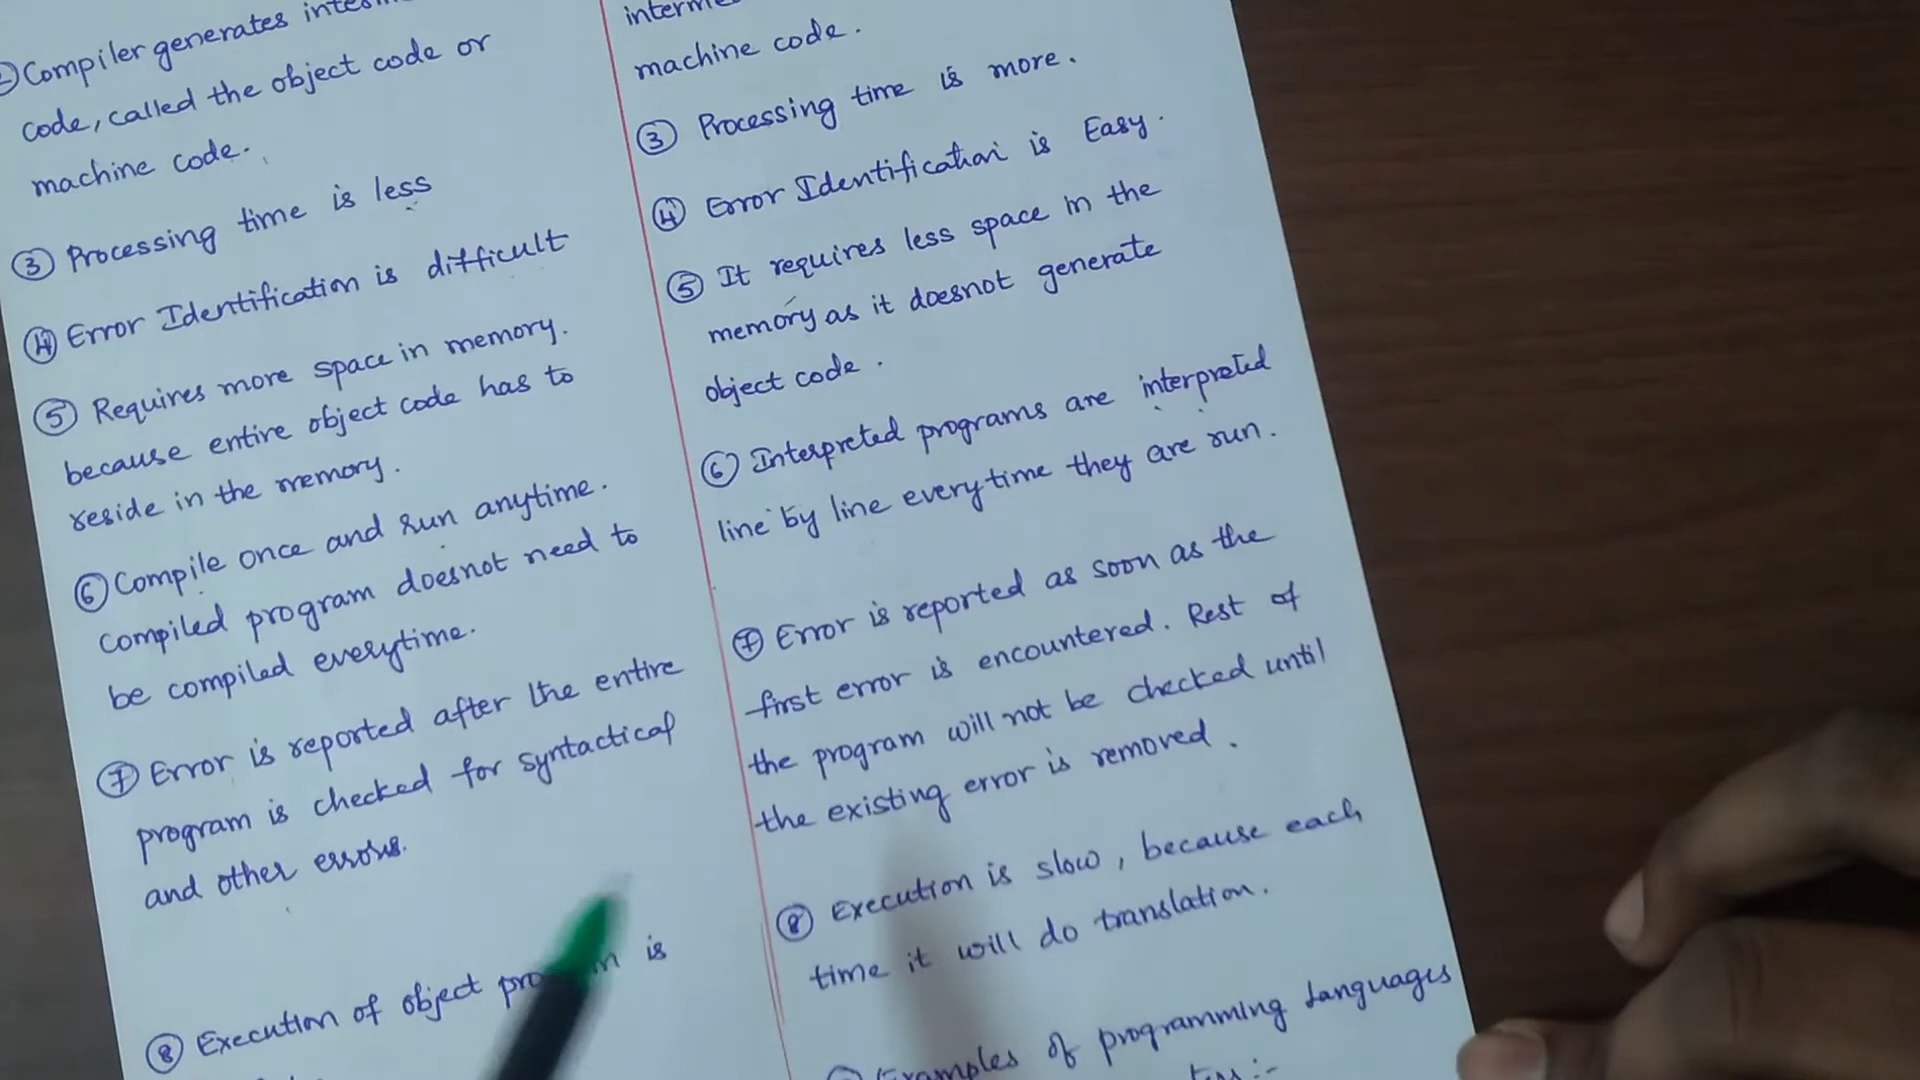 Compiler generates
code, called the object code or
machine code.
③ Processing time is less
④ Error Identification is difficult
⑤ Requires more space in memory.
because entire object code has to
reside in the memory.
⑥ Compile once and run anytime.
compiled program doesnot need to
be compiled everytime.
⑦ Error is reported after the entire
program is checked for syntactical
and other errors.
⑧ Execution of object program is
machine code.
③ Processing time is more.
④ Error Identification is Easy.
⑤ It requires less space in the
memory as it doesnot generate
object code.
⑥ Interpreted programs are interpreted
line by line everytime they are run.
⑦ Error is reported as soon as the
first error is encountered. Rest of
the program will not be checked until
the existing error is removed.
⑧ Execution is slow, because each
time it will do translation.
Examples of programming languages